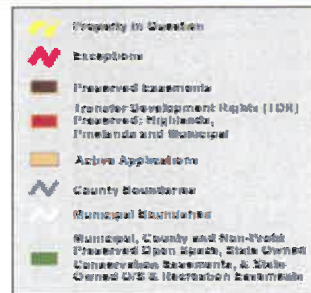 Property In Question
Exceptions
Preserved Easements
Transfer Development Rights (TDR)
Preserved: Highlands,
Pinelands and Municipal
Active Applications
County Boundaries
Municipal Boundaries
Municipal, County and Non-Profit
Preserved Open Space, State Owned
Conservation Easements, & State
Owned O/S & Recreation Easements